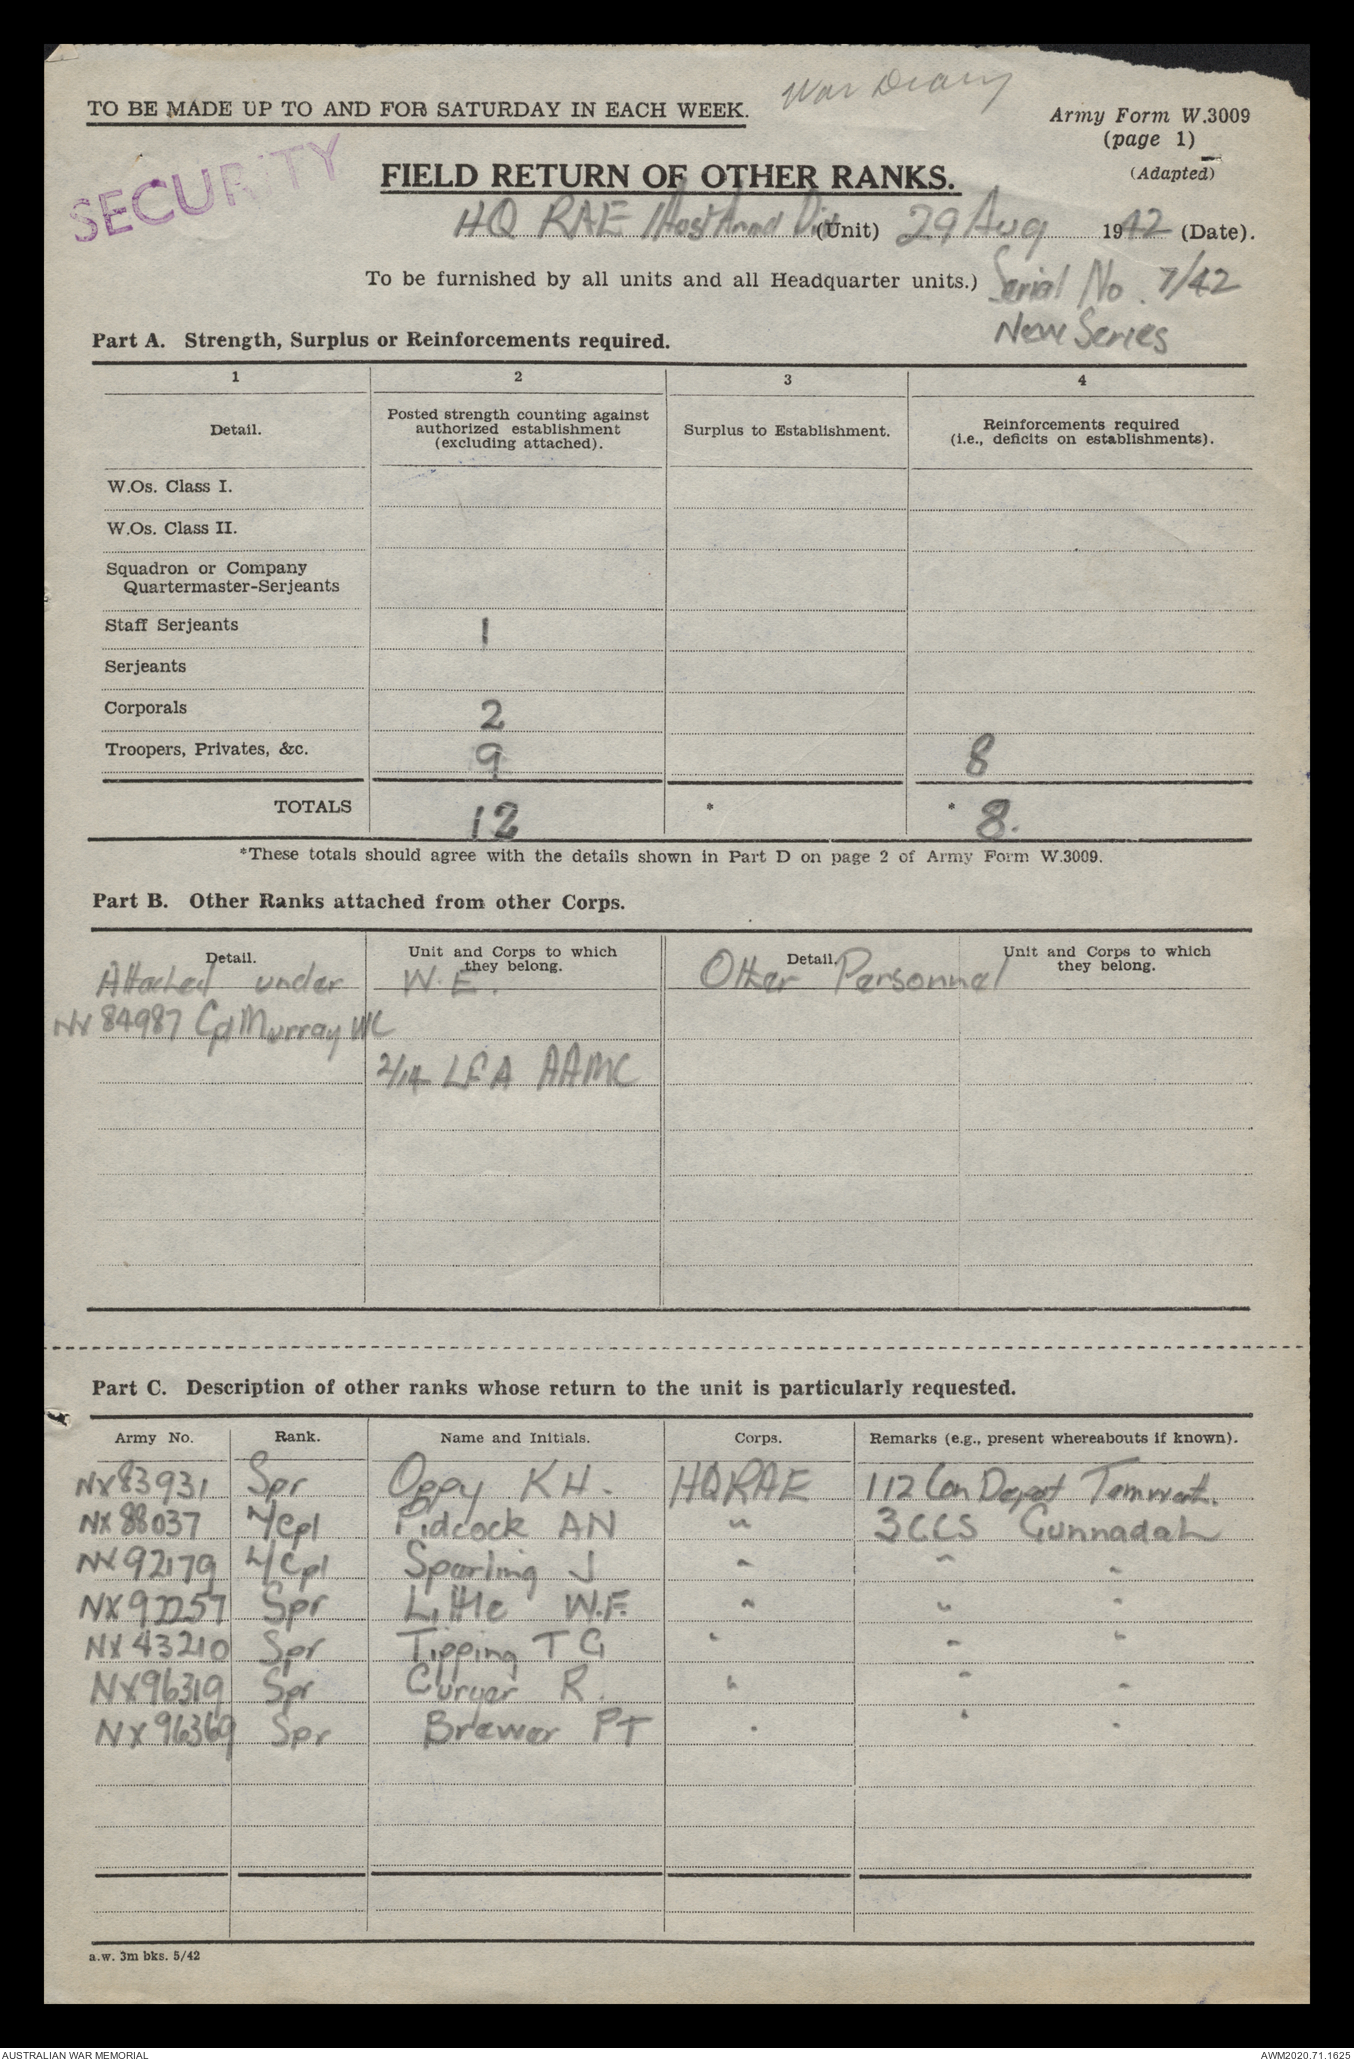 War Diary
TO BE MADE UP TO AND FOR SATURDAY IN EACH WEEK.
Army Form W.3009
(page 1)
(Adapted)
SECURITY
FIELD RETURN OF OTHER RANKS.
HQ RAE 1 Aust Armd Div (Unit) 29 Aug 1942 (Date).
To be furnished by all units and all Headquarter units.) Serial No. 7/42
New Series
Part A. Strength, Surplus or Reinforcements required.
1 2 3 4
Detail. Posted strength counting against authorized establishment (excluding attached). Surplus to Establishment. Reinforcements required (i.e., deficits on establishments).
W.Os. Class I.
W.Os. Class II.
Squadron or Company
Quartermaster-Serjeants
Staff Serjeants 1
Serjeants
Corporals 2
Troopers, Privates, &c. 9 8
TOTALS 12 * * 8.
*These totals should agree with the details shown in Part D on page 2 of Army Form W.3009.
Part B. Other Ranks attached from other Corps.
Detail. Unit and Corps to which they belong. Detail. Unit and Corps to which they belong.
Attached under W.E. Other Personnel
NX 84987 Cpl Murray WC
2/14 LFA AAMC
Part C. Description of other ranks whose return to the unit is particularly requested.
Army No. Rank. Name and Initials. Corps. Remarks (e.g., present whereabouts if known).
NX83931 Spr Oppy KH. HQRAE 112 Con Depot
NX 88037 Pidcock AN " 3CCS Gunnadah
NX92179 L/Cpl Sparling J " " "
Spr Little W.F. " " "
NX43210 Spr Tipping T G " " "
NX96319 Spr Curyer R. " " "
NX96369 Spr Brewer PT " " "
a.w. 3m bks. 5/42
AUSTRALIAN WAR MEMORIAL
AWM2020.71.1625